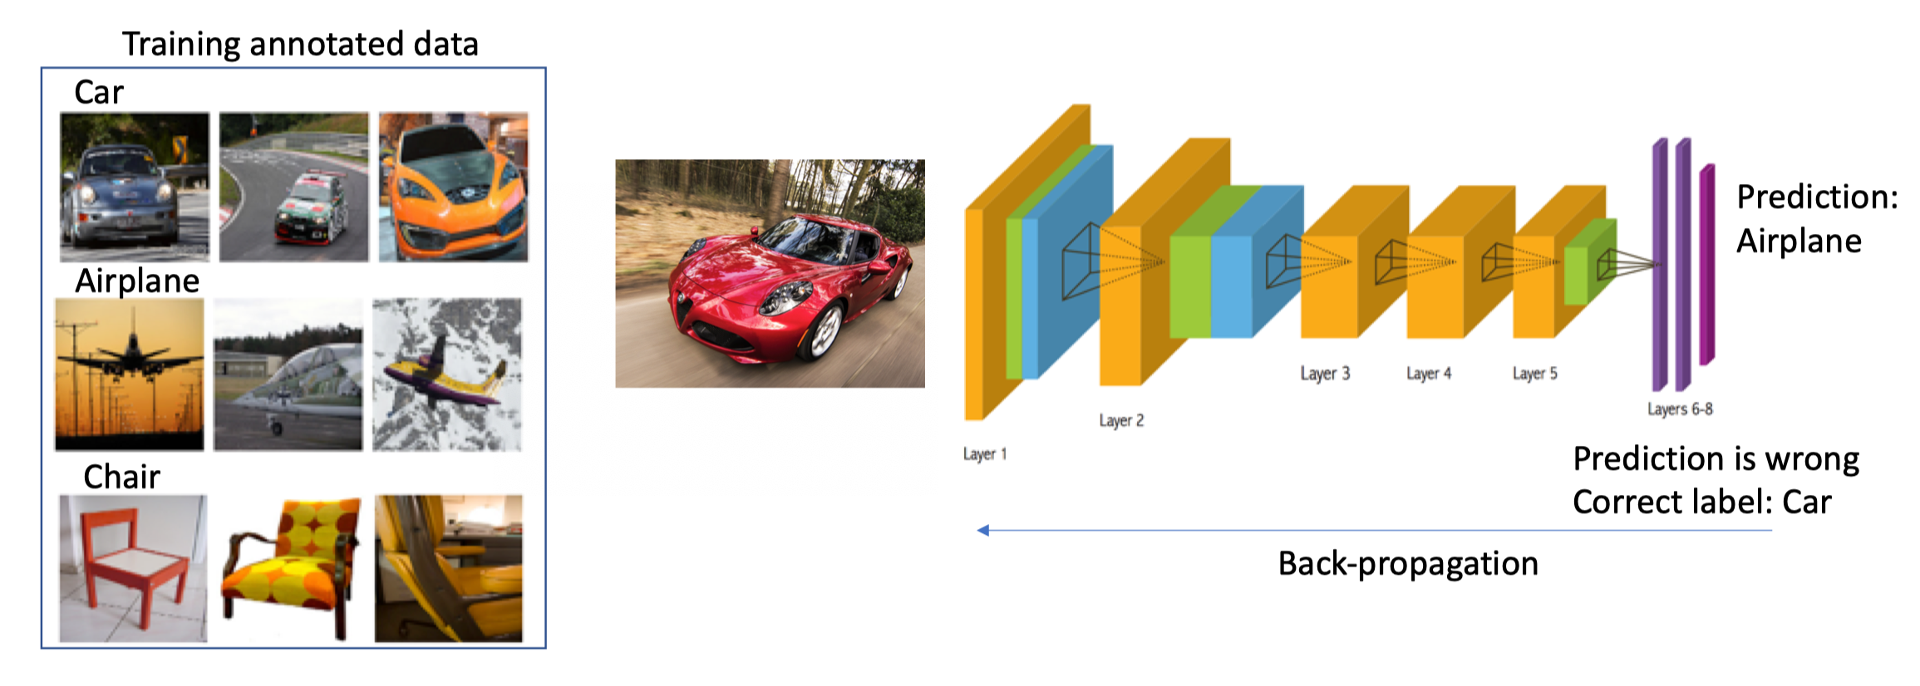 Training annotated data
Car
Airplane
Chair
Layer 1
Layer 2
Layer 3
Layer 4
Layer 5
Layers 6-8
Prediction:
Airplane
Prediction is wrong
Correct label: Car
Back-propagation